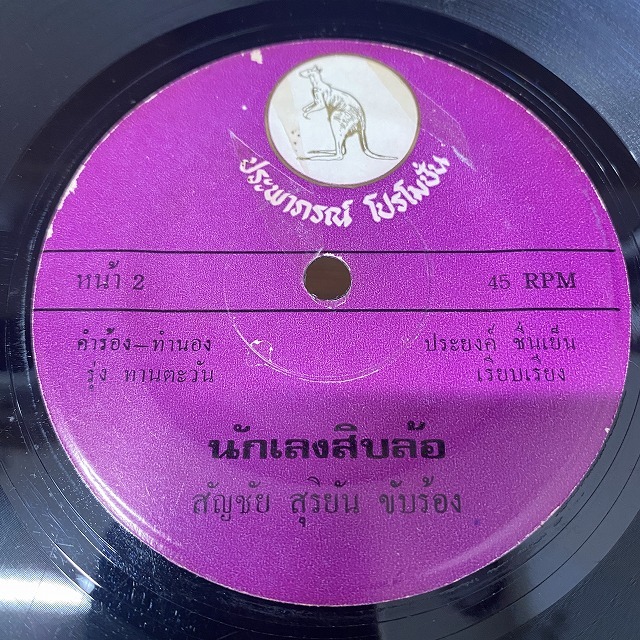 ประพาภรณ์ โปรโมชั่น
หน้า 2
45 RPM
คำร้อง-ทำนอง
รุ่ง ทานตะวัน
ประยงค์ ชื่นเย็น
เรียบเรียง
นักเลงสิบล้อ
สัญชัย สุริยัน ขับร้อง